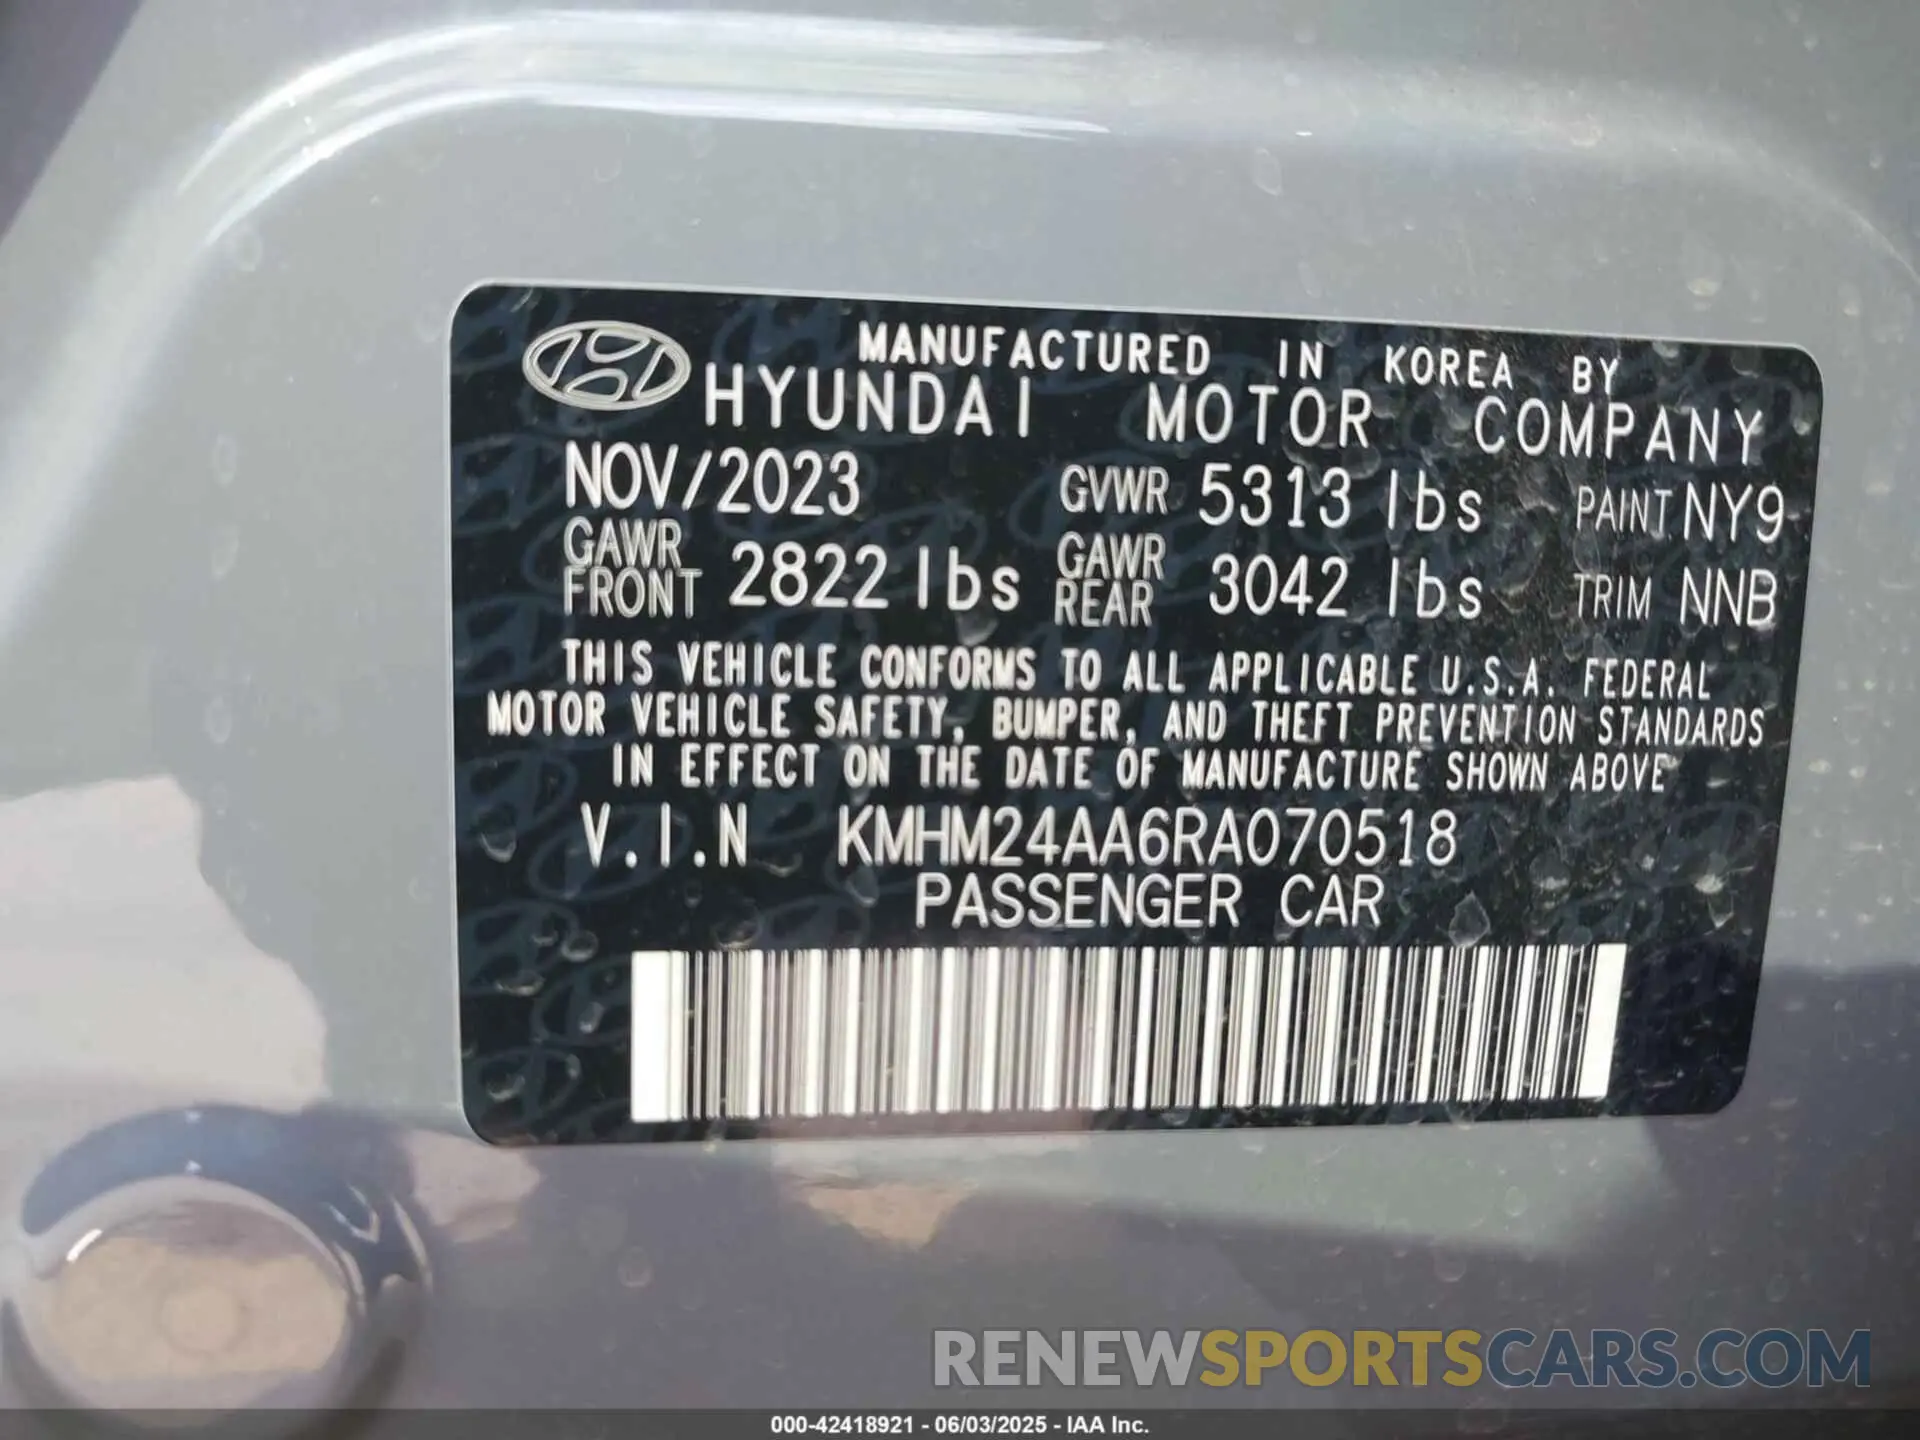 MANUFACTURED IN KOREA BY
HYUNDAI MOTOR COMPANY
NOV/2023 GVWR 5313 lbs PAINT NY9
GAWR FRONT 2822 lbs GAWR REAR 3042 lbs TRIM NNB
THIS VEHICLE CONFORMS TO ALL APPLICABLE U.S.A. FEDERAL
MOTOR VEHICLE SAFETY, BUMPER, AND THEFT PREVENTION STANDARDS
IN EFFECT ON THE DATE OF MANUFACTURE SHOWN ABOVE
V.I.N KMHM24AA6RA070518
PASSENGER CAR
RENEWSPORTSCARS.COM
000-42418921 - 06/03/2025 - IAA Inc.